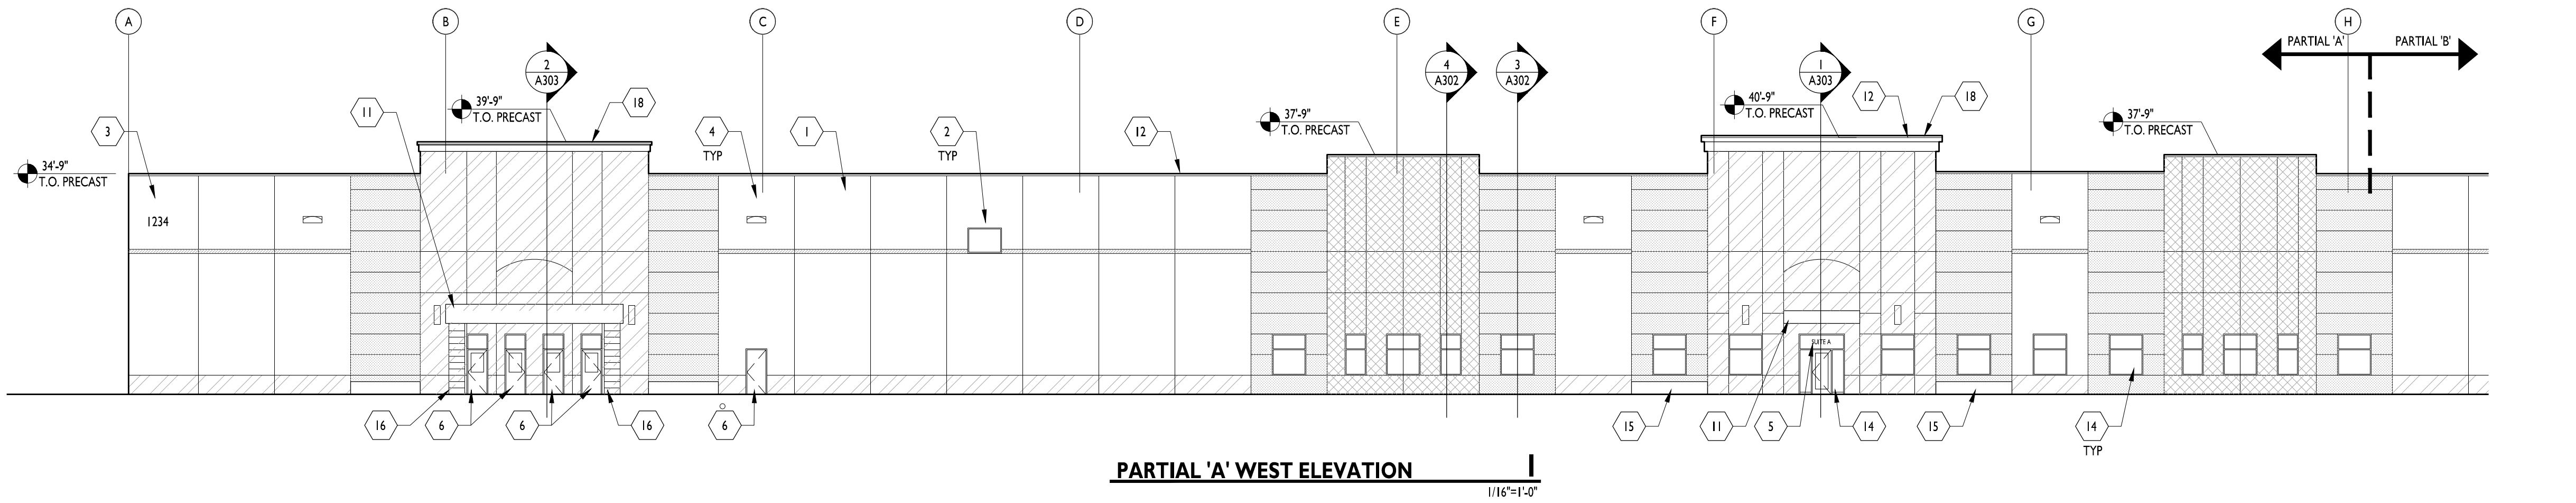 A
B
C
D
E
F
G
H
PARTIAL 'A'
PARTIAL 'B'
2
A303
4
A302
3
A302
1
A303
39'-9"
T.O. PRECAST
18
11
3
4
TYP
1
2
TYP
12
37'-9"
T.O. PRECAST
40'-9"
T.O. PRECAST
12
18
37'-9"
T.O. PRECAST
34'-9"
T.O. PRECAST
1234
SUITE A
16
6
6
16
6
15
11
5
14
15
14
TYP
PARTIAL 'A' WEST ELEVATION
1
1/16"=1'-0"